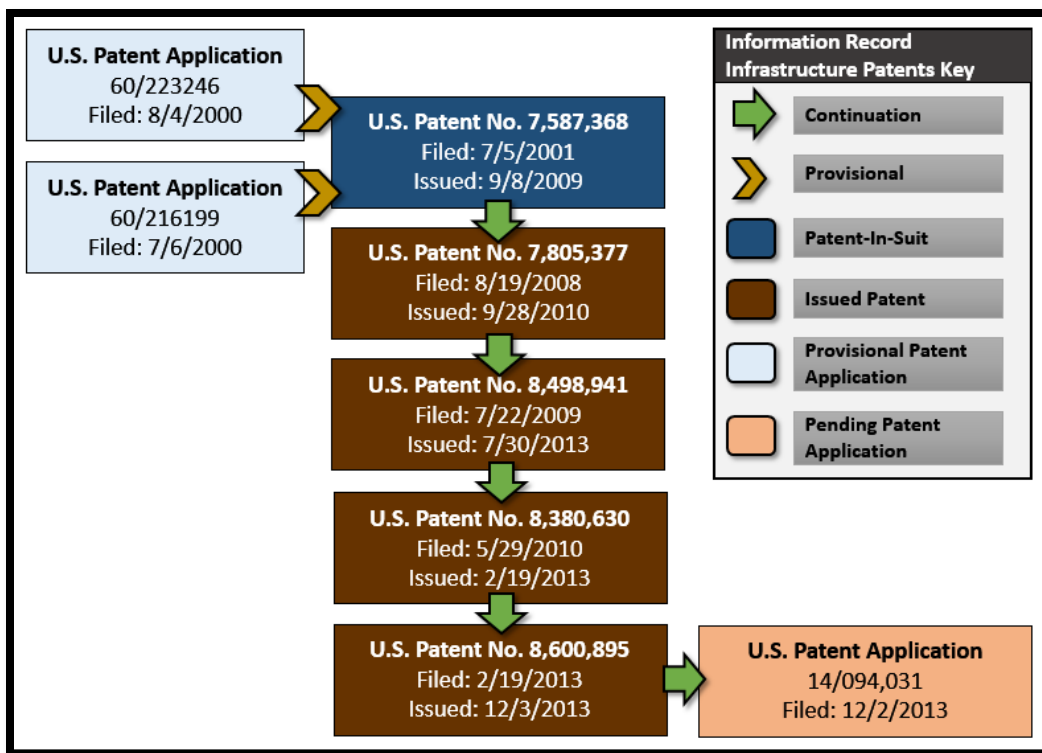 U.S. Patent Application
60/223246
Filed: 8/4/2000
U.S. Patent Application
60/216199
Filed: 7/6/2000
U.S. Patent No. 7,587,368
Filed: 7/5/2001
Issued: 9/8/2009
U.S. Patent No. 7,805,377
Filed: 8/19/2008
Issued: 9/28/2010
U.S. Patent No. 8,498,941
Filed: 7/22/2009
Issued: 7/30/2013
U.S. Patent No. 8,380,630
Filed: 5/29/2010
Issued: 2/19/2013
U.S. Patent No. 8,600,895
Filed: 2/19/2013
Issued: 12/3/2013
U.S. Patent Application
14/094,031
Filed: 12/2/2013
Information Record
Infrastructure Patents Key
Continuation
Provisional
Patent-In-Suit
Issued Patent
Provisional Patent
Application
Pending Patent
Application